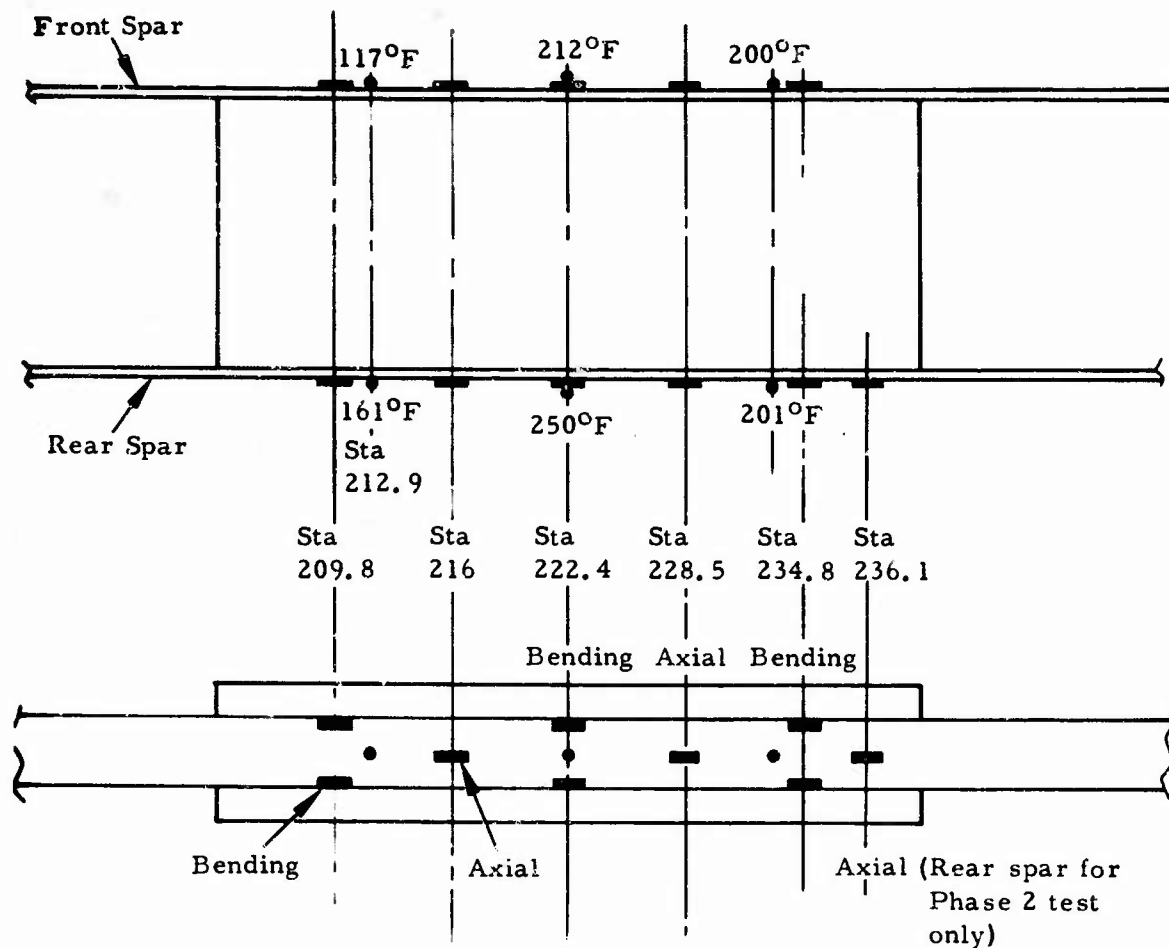 Front Spar
117°F
212°F
200°F
161°F
250°F
201°F
Rear Spar
Sta
212.9
Sta
209.8
Sta
216
Sta
222.4
Sta
228.5
Sta
234.8
Sta
236.1
Bending Axial Bending
Bending
Axial
Axial (Rear spar for
Phase 2 test
only)